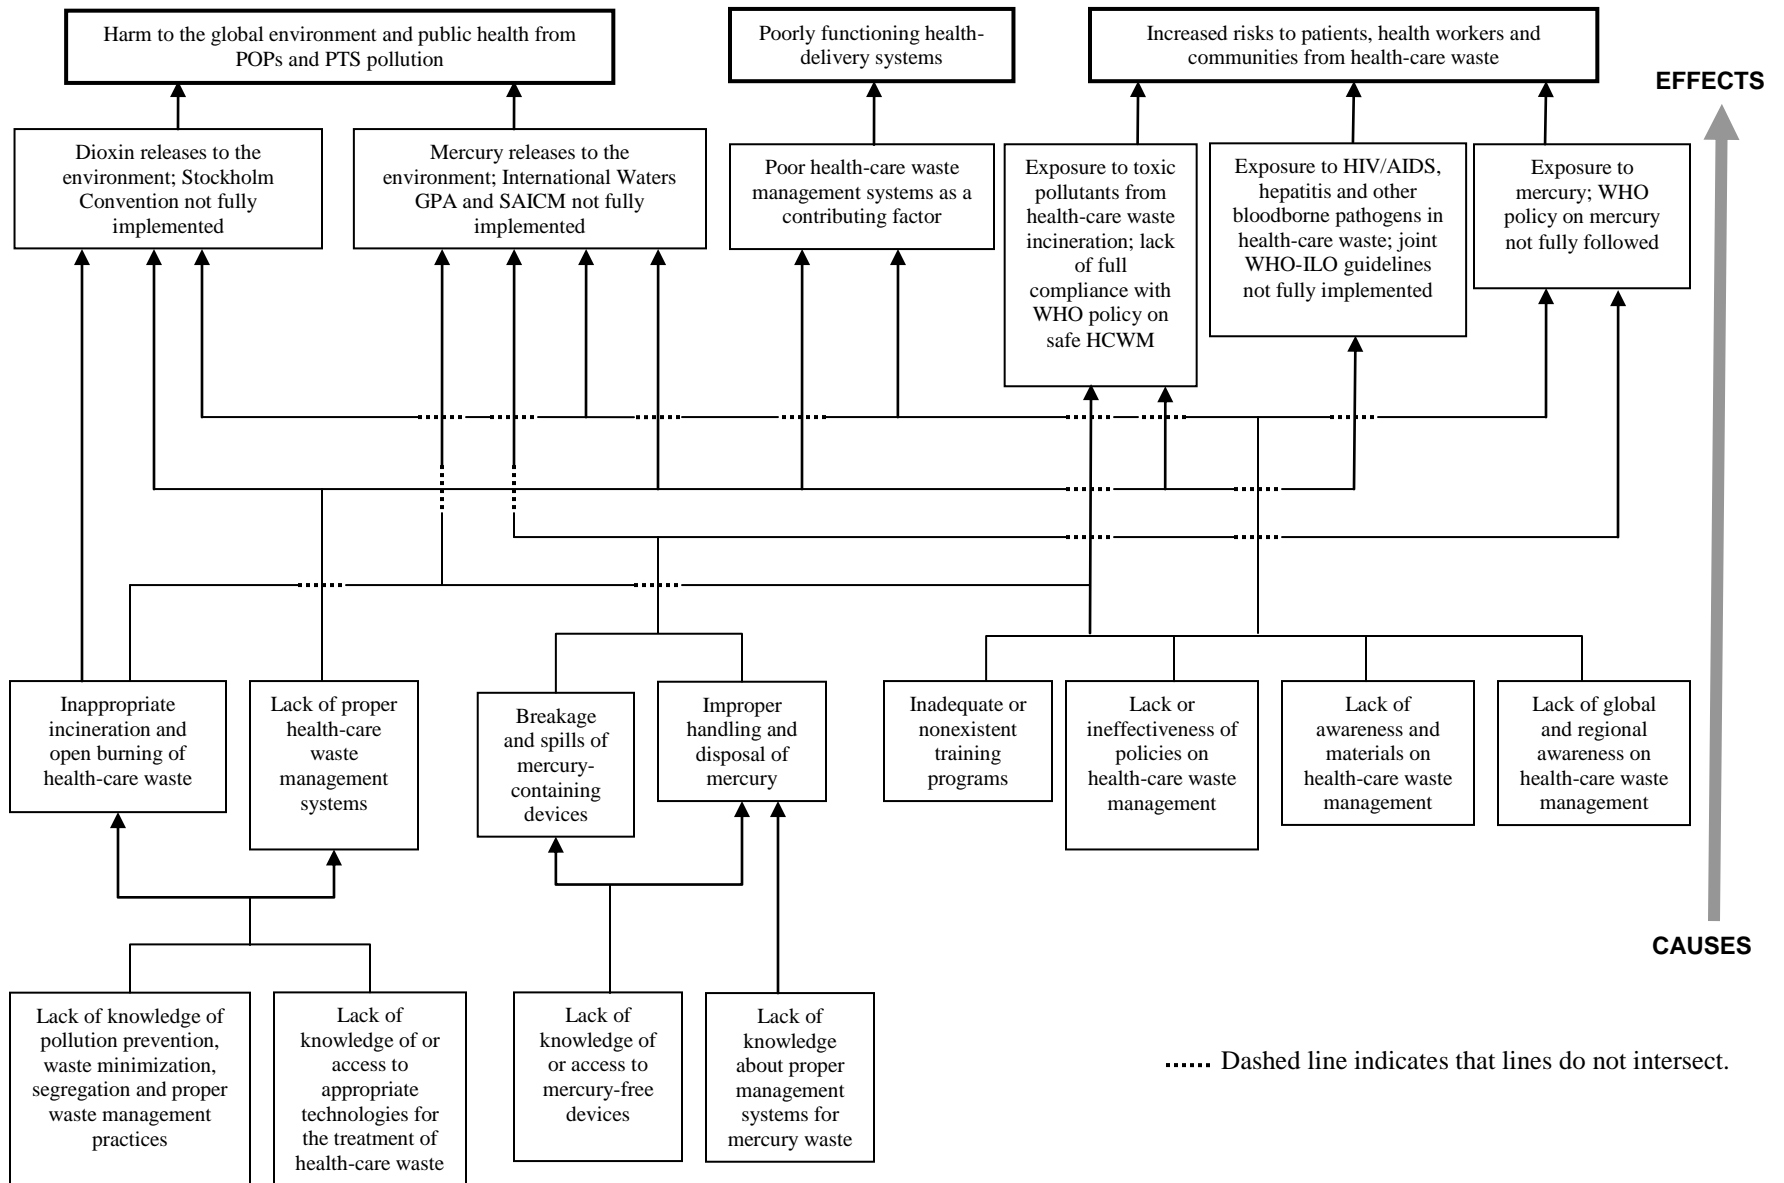 Harm to the global environment and public health from
POPs and PTS pollution
Poorly functioning health-
delivery systems
Increased risks to patients, health workers and
communities from health-care waste
EFFECTS
Dioxin releases to the
environment; Stockholm
Convention not fully
implemented
Mercury releases to the
environment; International Waters
GPA and SAICM not fully
implemented
Poor health-care waste
management systems as a
contributing factor
Exposure to toxic
pollutants from
health-care waste
incineration; lack
of full
compliance with
WHO policy on
safe HCWM
Exposure to HIV/AIDS,
hepatitis and other
bloodborne pathogens in
health-care waste; joint
WHO-ILO guidelines
not fully implemented
Exposure to
mercury; WHO
policy on mercury
not fully followed
Inappropriate
incineration and
open burning of
health-care waste
Lack of proper
health-care
waste
management
systems
Breakage
and spills of
mercury-
containing
devices
Improper
handling and
disposal of
mercury
Inadequate or
nonexistent
training
programs
Lack or
ineffectiveness of
policies on
health-care waste
management
Lack of
awareness and
materials on
health-care waste
management
Lack of global
and regional
awareness on
health-care waste
management
CAUSES
Lack of knowledge of
pollution prevention,
waste minimization,
segregation and proper
waste management
practices
Lack of
knowledge of or
access to
appropriate
technologies for
the treatment of
health-care waste
Lack of
knowledge of
or access to
mercury-free
devices
Lack of
knowledge
about proper
management
systems for
mercury waste
Dashed line indicates that lines do not intersect.